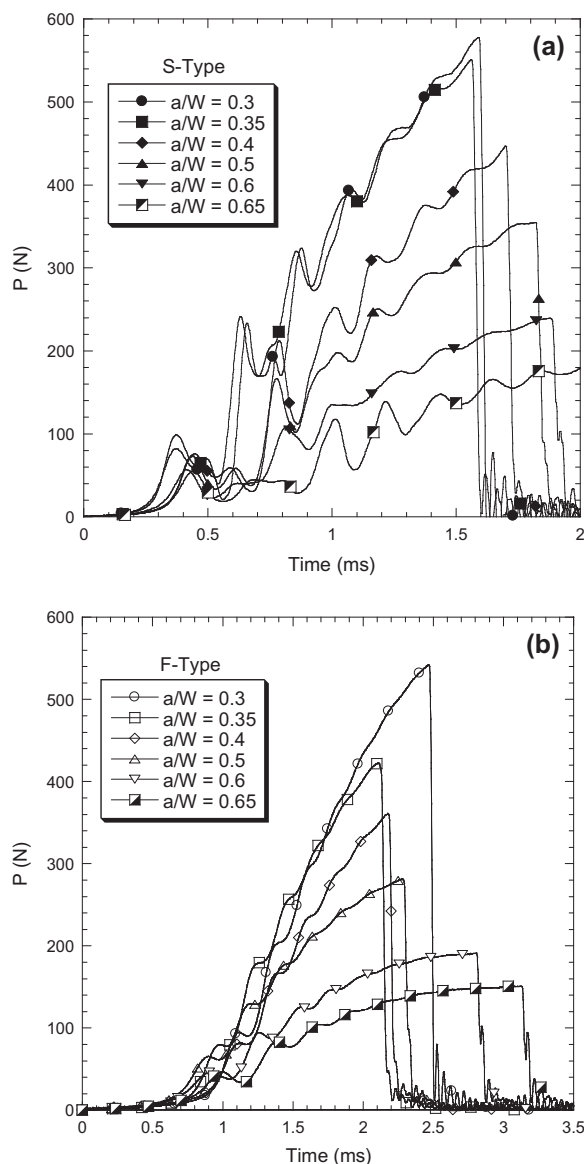 600
(a)
S-Type
a/W = 0.3
a/W = 0.35
a/W = 0.4
a/W = 0.5
a/W = 0.6
a/W = 0.65
500
400
300
200
100
0
P (N)
0 0.5 1 1.5 2
Time (ms)
600
(b)
F-Type
a/W = 0.3
a/W = 0.35
a/W = 0.4
a/W = 0.5
a/W = 0.6
a/W = 0.65
500
400
300
200
100
0
P (N)
0 0.5 1 1.5 2 2.5 3 3.5
Time (ms)